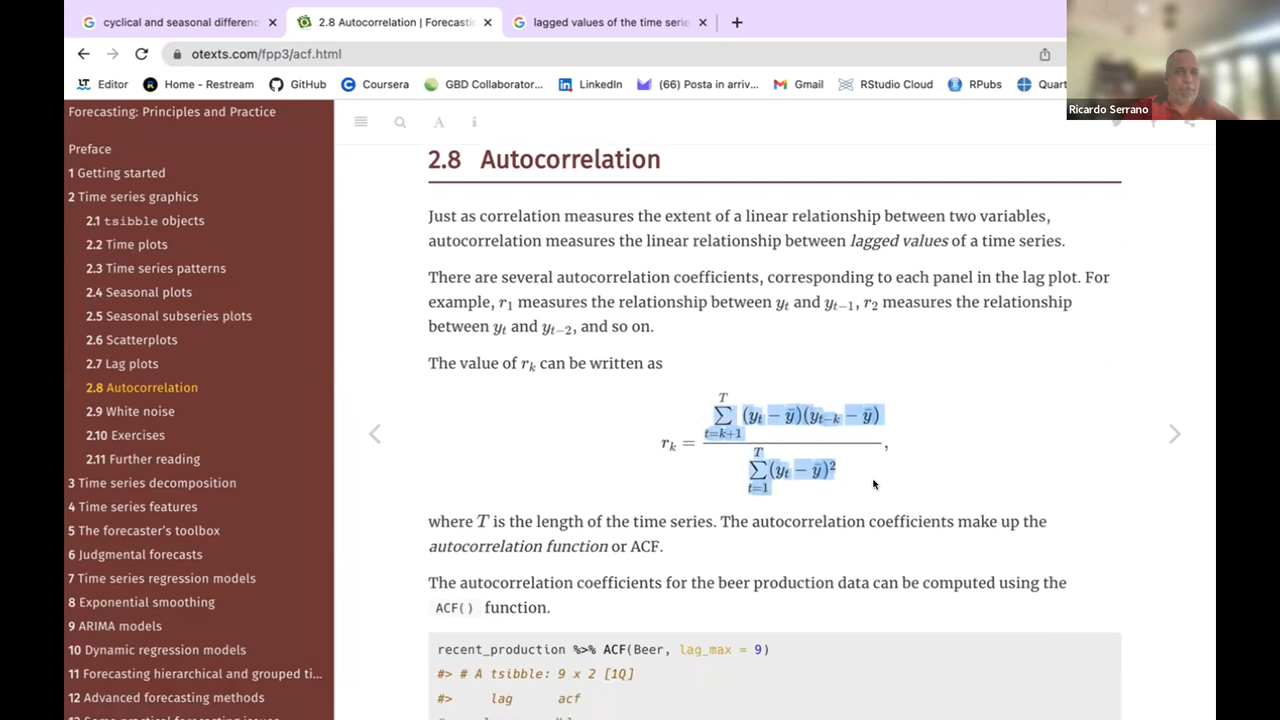 cyclical and seasonal differenc
2.8 Autocorrelation | Forecastin
lagged values of the time serie
otexts.com/fpp3/acf.html
Editor
Home - Restream
GitHub
Coursera
GBD Collaborator...
LinkedIn
(66) Posta in arriv...
Gmail
RStudio Cloud
RPubs
Quart
Ricardo Serrano
Forecasting: Principles and Practice
Preface
1 Getting started
2 Time series graphics
2.1 tsibble objects
2.2 Time plots
2.3 Time series patterns
2.4 Seasonal plots
2.5 Seasonal subseries plots
2.6 Scatterplots
2.7 Lag plots
2.8 Autocorrelation
2.9 White noise
2.10 Exercises
2.11 Further reading
3 Time series decomposition
4 Time series features
5 The forecaster's toolbox
6 Judgmental forecasts
7 Time series regression models
8 Exponential smoothing
9 ARIMA models
10 Dynamic regression models
11 Forecasting hierarchical and grouped ti...
12 Advanced forecasting methods
2.8 Autocorrelation
Just as correlation measures the extent of a linear relationship between two variables,
autocorrelation measures the linear relationship between lagged values of a time series.
There are several autocorrelation coefficients, corresponding to each panel in the lag plot. For
example, r₁ measures the relationship between yₜ and yₜ₋₁, r₂ measures the relationship
between yₜ and yₜ₋₂, and so on.
The value of rₖ can be written as
T
∑ (yₜ − ȳ)(yₜ₋ₖ − ȳ)
t=k+1
rₖ = ,
T
∑ (yₜ − ȳ)²
t=1
where T is the length of the time series. The autocorrelation coefficients make up the
autocorrelation function or ACF.
The autocorrelation coefficients for the beer production data can be computed using the
ACF() function.
recent_production %>% ACF(Beer, lag_max = 9)
#> # A tsibble: 9 x 2 [1Q]
#> lag acf